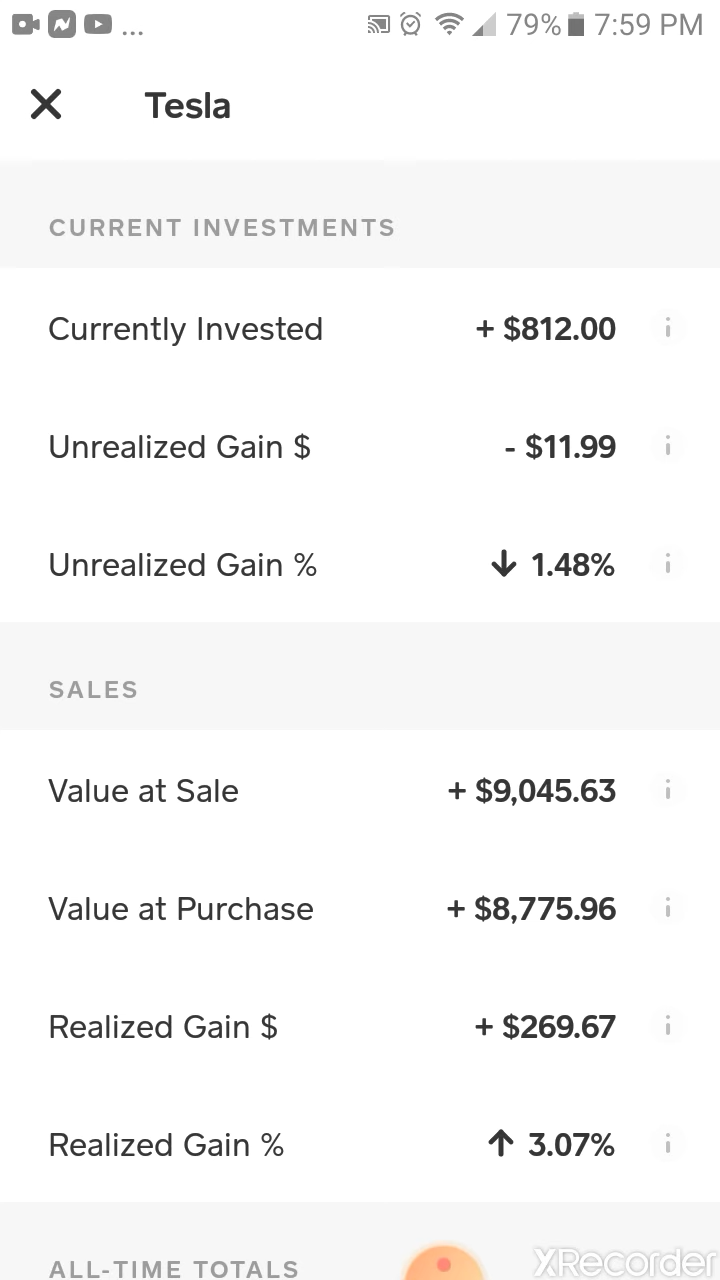 ... 79% 7:59 PM
Tesla
CURRENT INVESTMENTS
Currently Invested + $812.00
Unrealized Gain $ - $11.99
Unrealized Gain % ↓ 1.48%
SALES
Value at Sale + $9,045.63
Value at Purchase + $8,775.96
Realized Gain $ + $269.67
Realized Gain % ↑ 3.07%
ALL-TIME TOTALS
XRecorder